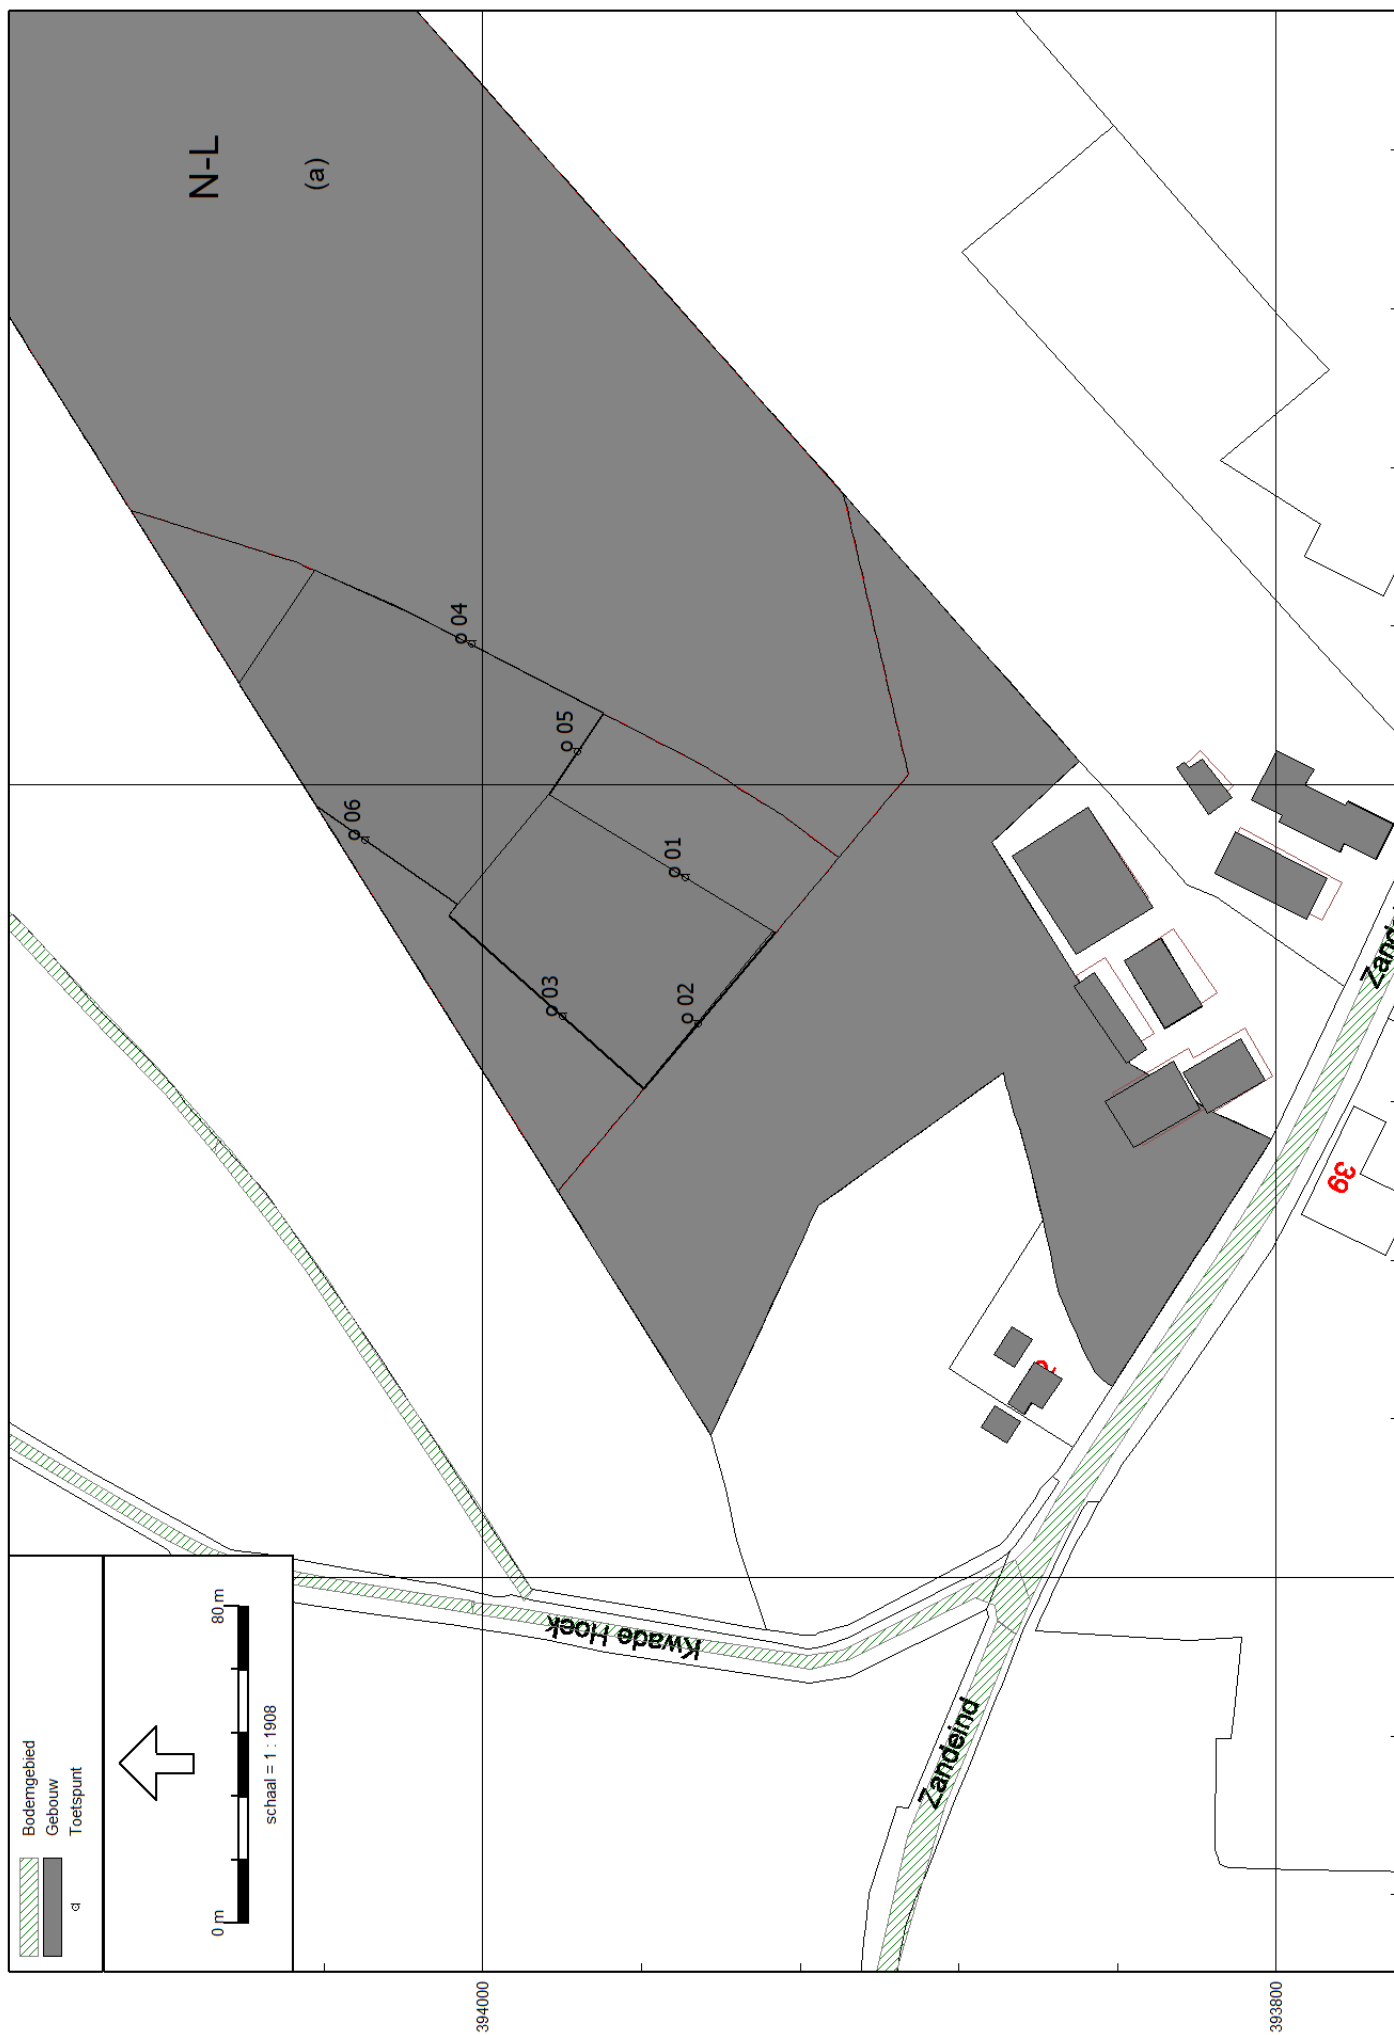 Bodemgebied
Gebouw
Toetspunt
0 m
80 m
schaal = 1 : 1908
N-L
(a)
04
05
06
01
03
02
Kwade Hoek
Zandeind
39
394000
393800